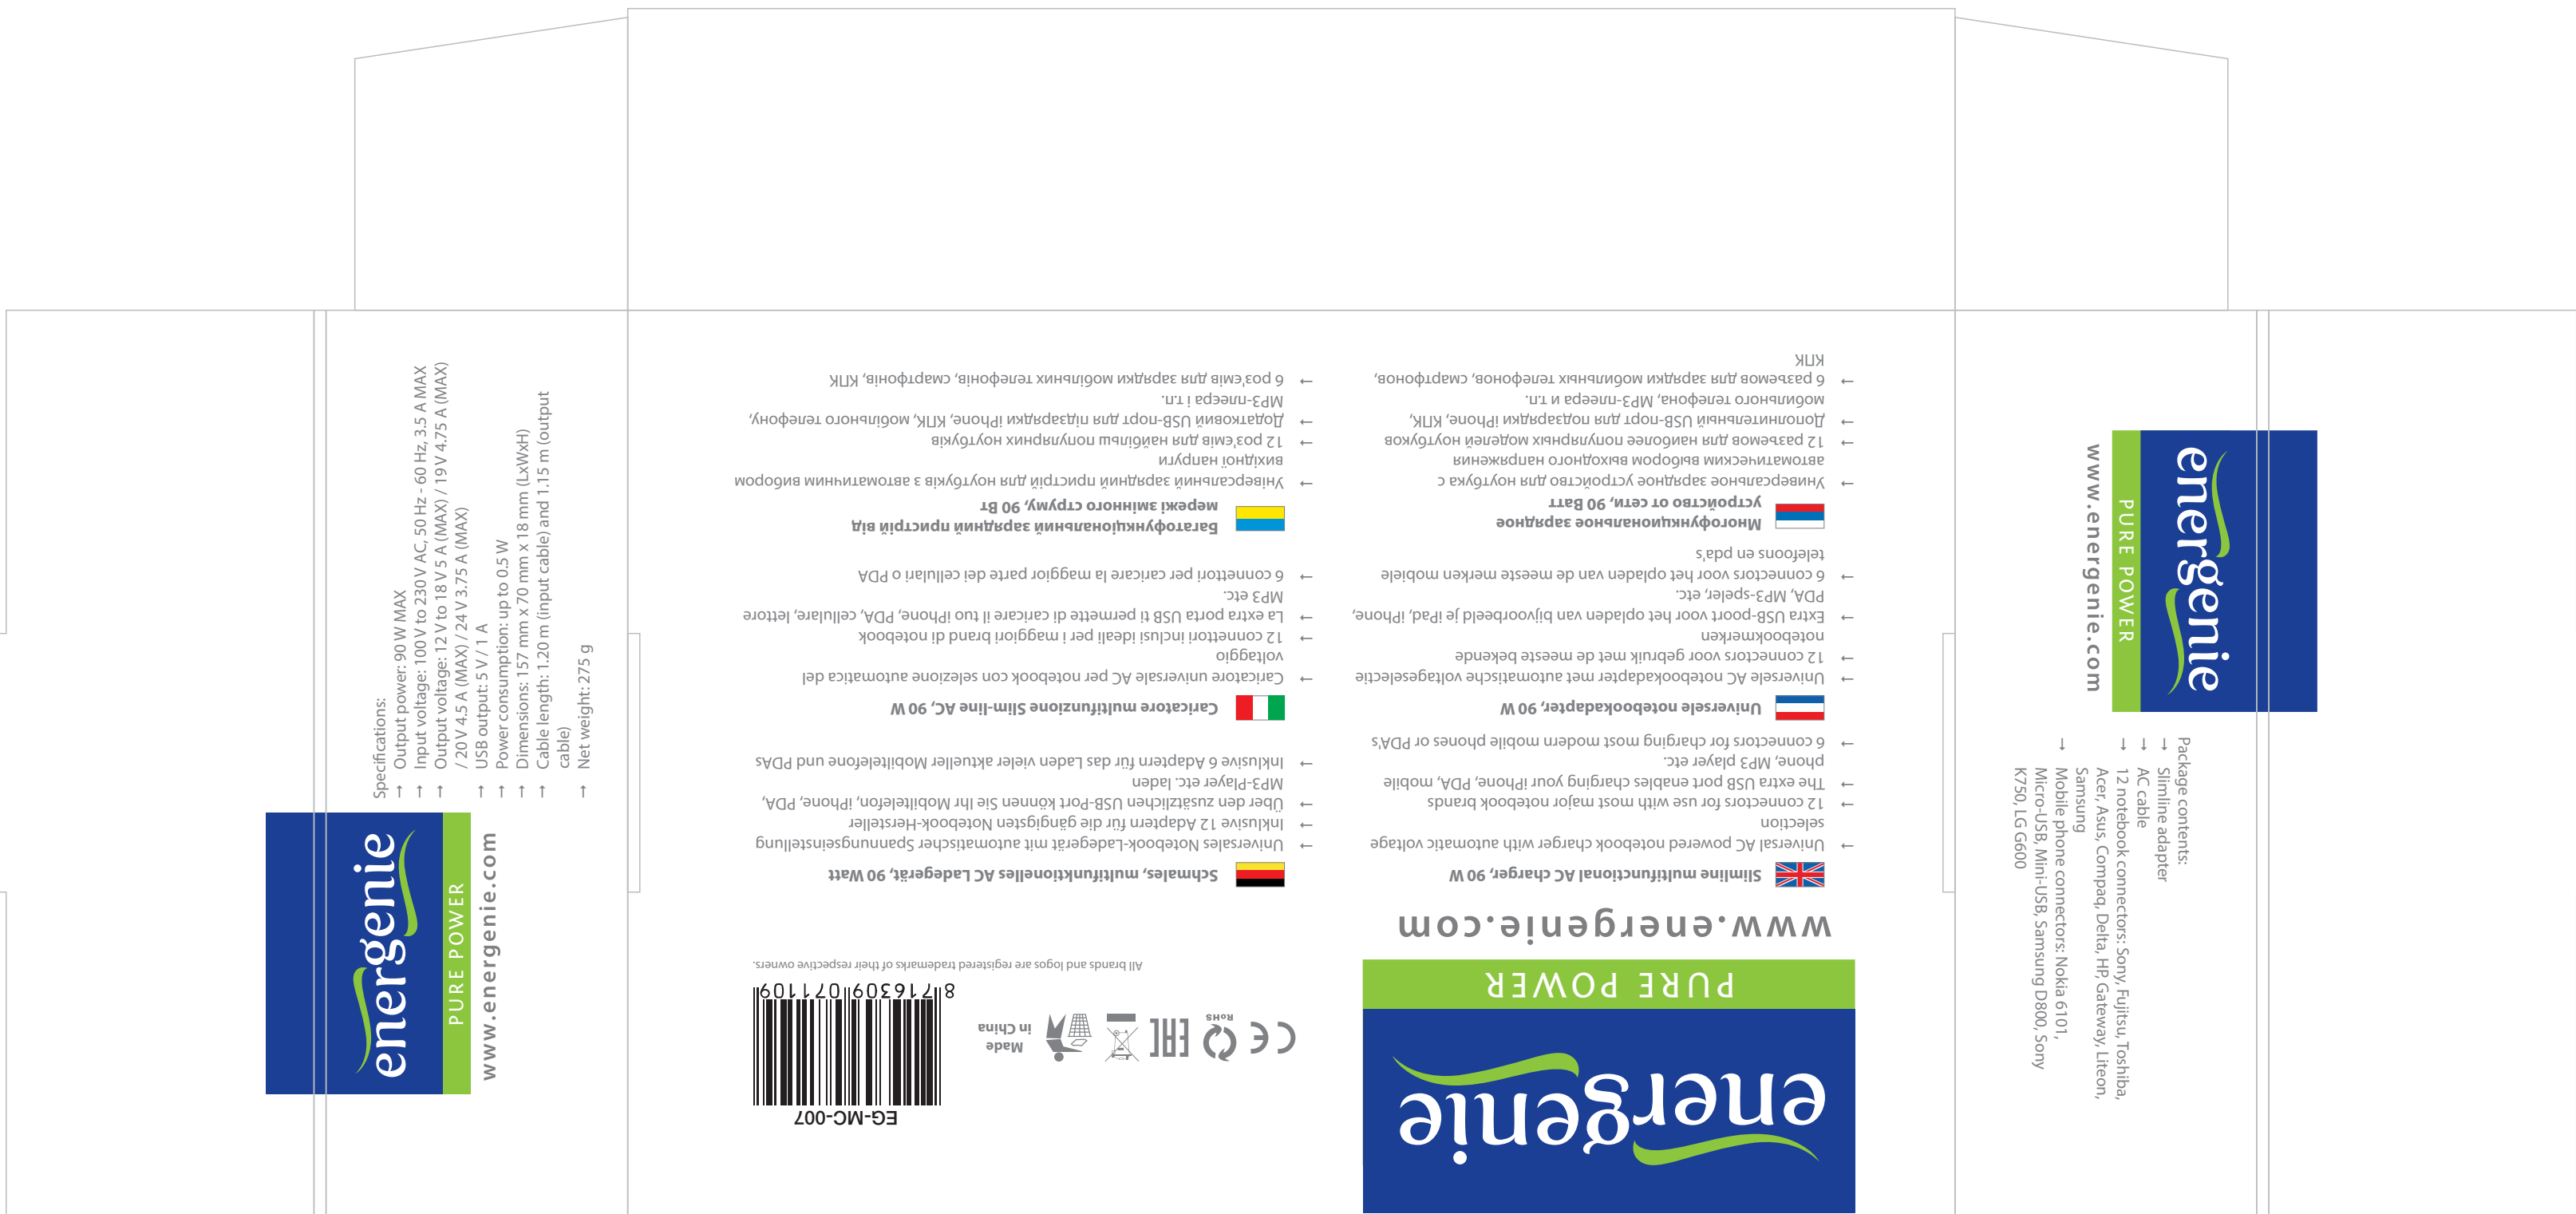 energenie
PURE POWER
www.energenie.com
Slimline multifunctional AC charger, 90 W
→ Universal AC powered notebook charger with automatic voltage
selection
→ 12 connectors for use with most major notebook brands
→ The extra USB port enables charging your iPhone, PDA, mobile
phone, MP3 player etc.
→ 6 connectors for charging most modern mobile phones or PDA's
Universele notebookadapter, 90 W
→ Universele AC notebookadapter met automatische voltageselectie
→ 12 connectors voor gebruik met de meeste bekende
notebookmerken
→ Extra USB-poort voor het opladen van bijvoorbeeld je iPad, iPhone,
PDA, MP3-speler, etc.
→ 6 connectors voor het opladen van de meeste merken mobiele
telefoons en pda's
Многофункциональное зарядное
устройство от сети, 90 Ватт
→ Универсальное зарядное устройство для ноутбука с
автоматическим выбором выходного напряжения
→ 12 разъемов для наиболее популярных моделей ноутбуков
→ Дополнительный USB-порт для подзарядки iPhone, КПК,
мобильного телефона, MP3-плеера и т.п.
→ 6 разъемов для зарядки мобильных телефонов, смартфонов,
КПК
EG-MC-007
8 716309 071109
CE
RoHS
EAC
Made
in China
All brands and logos are registered trademarks of their respective owners.
Schmales, multifunktionelles AC Ladegerät, 90 Watt
→ Universales Notebook-Ladegerät mit automatischer Spannungseinstellung
→ Inklusive 12 Adaptern für die gängigsten Notebook-Hersteller
→ Über den zusätzlichen USB-Port können Sie Ihr Mobiltelefon, iPhone, PDA,
MP3-Player etc. laden
→ Inklusive 6 Adaptern für das Laden vieler aktueller Mobiltelefone und PDAs
Caricatore multifunzione Slim-line AC, 90 W
→ Caricatore universale AC per notebook con selezione automatica del
voltaggio
→ 12 connettori inclusi ideali per i maggiori brand di notebook
→ La extra porta USB ti permette di caricare il tuo iPhone, PDA, cellulare, lettore
MP3 etc.
→ 6 connettori per caricare la maggior parte dei cellulari o PDA
Багатофункціональний зарядний пристрій від
мережі змінного струму, 90 Вт
→ Універсальний зарядний пристрій для ноутбуків з автоматичним вибором
вихідної напруги
→ 12 роз'ємів для найбільш популярних ноутбуків
→ Додатковий USB-порт для підзарядки iPhone, КПК, мобільного телефону,
MP3-плеєра і т.п.
→ 6 роз'ємів для зарядки мобільних телефонів, смартфонів, КПК
energenie
PURE POWER
www.energenie.com
Specifications:
→ Output power: 90 W MAX
→ Input voltage: 100 V to 230 V AC, 50 Hz - 60 Hz, 3.5 A MAX
→ Output voltage: 12 V to 18 V 5 A (MAX) / 19 V 4.75 A (MAX)
/ 20 V 4.5 A (MAX) / 24 V 3.75 A (MAX)
→ USB output: 5 V / 1 A
→ Power consumption: up to 0.5 W
→ Dimensions: 157 mm x 70 mm x 18 mm (LxWxH)
→ Cable length: 1.20 m (input cable) and 1.15 m (output
cable)
→ Net weight: 275 g
energenie
PURE POWER
www.energenie.com
Package contents:
→ Slimline adapter
→ AC cable
→ 12 notebook connectors: Sony, Fujitsu, Toshiba,
Acer, Asus, Compaq, Delta, HP, Gateway, Liteon,
Samsung
→ Mobile phone connectors: Nokia 6101,
Micro-USB, Mini-USB, Samsung D800, Sony
K750, LG G600